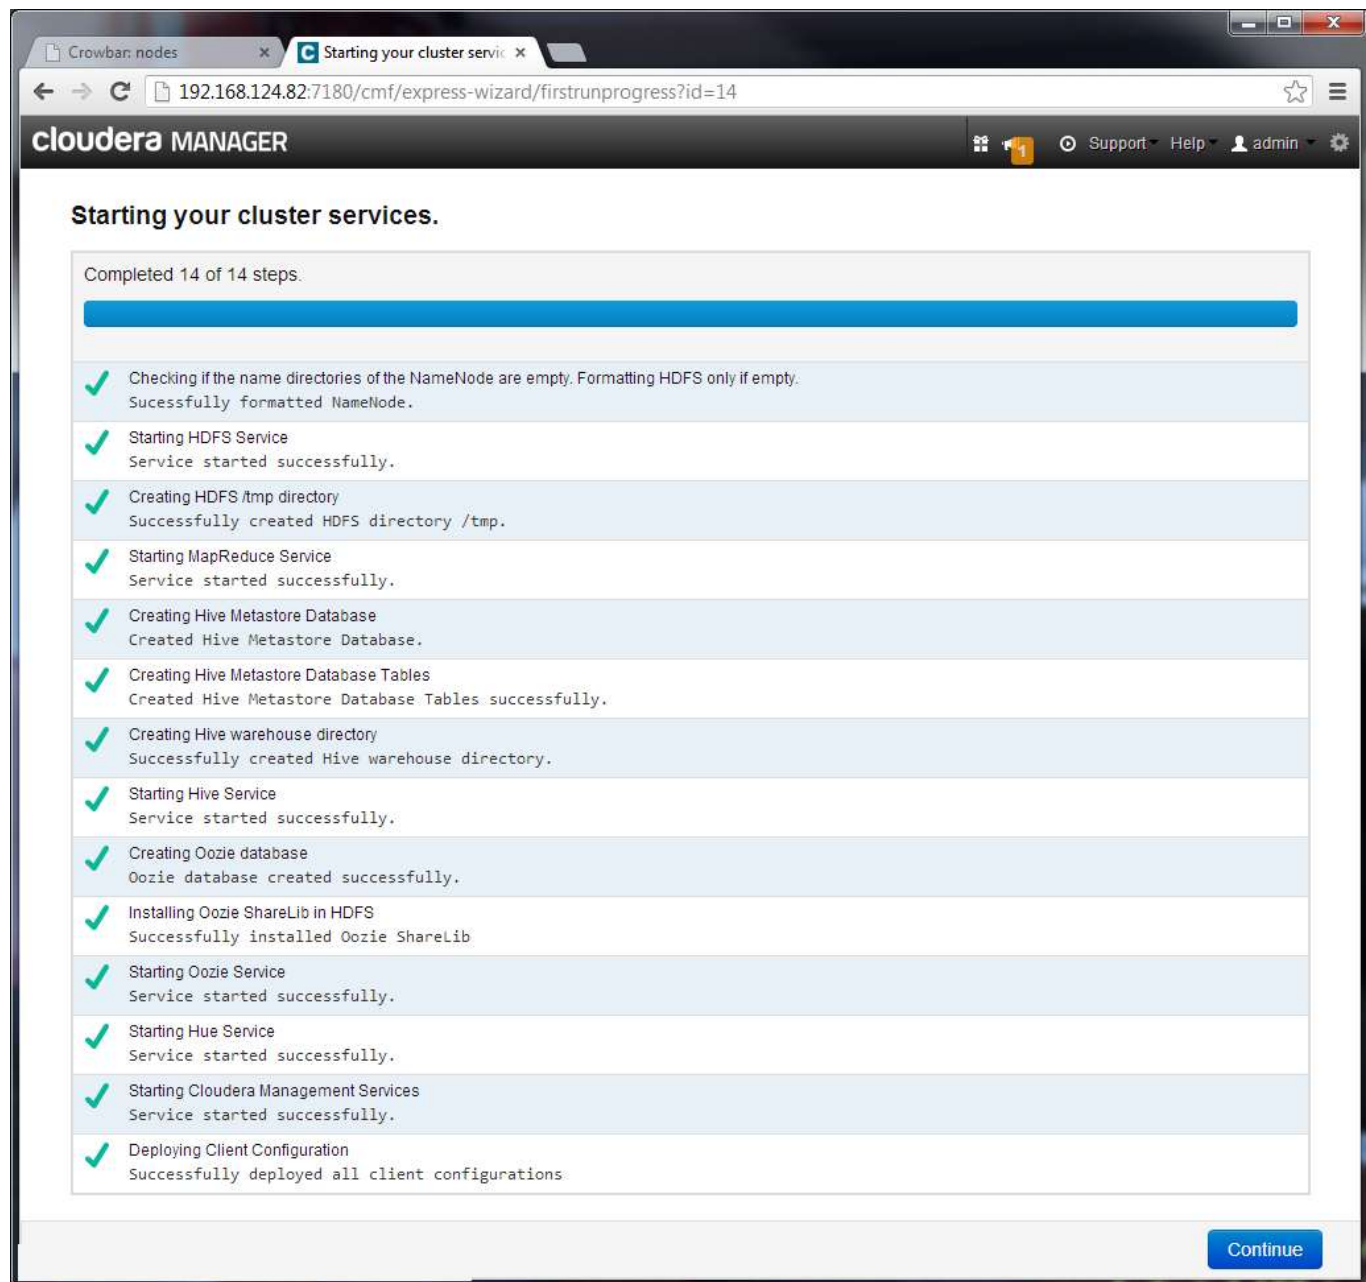 Crowbar: nodes
Starting your cluster servic
192.168.124.82:7180/cmf/express-wizard/firstrunprogress?id=14
cloudera MANAGER
1
Support
Help
admin
Starting your cluster services.
Completed 14 of 14 steps.
Checking if the name directories of the NameNode are empty. Formatting HDFS only if empty.
Sucessfully formatted NameNode.
Starting HDFS Service
Service started successfully.
Creating HDFS /tmp directory
Successfully created HDFS directory /tmp.
Starting MapReduce Service
Service started successfully.
Creating Hive Metastore Database
Created Hive Metastore Database.
Creating Hive Metastore Database Tables
Created Hive Metastore Database Tables successfully.
Creating Hive warehouse directory
Successfully created Hive warehouse directory.
Starting Hive Service
Service started successfully.
Creating Oozie database
Oozie database created successfully.
Installing Oozie ShareLib in HDFS
Successfully installed Oozie ShareLib
Starting Oozie Service
Service started successfully.
Starting Hue Service
Service started successfully.
Starting Cloudera Management Services
Service started successfully.
Deploying Client Configuration
Successfully deployed all client configurations
Continue